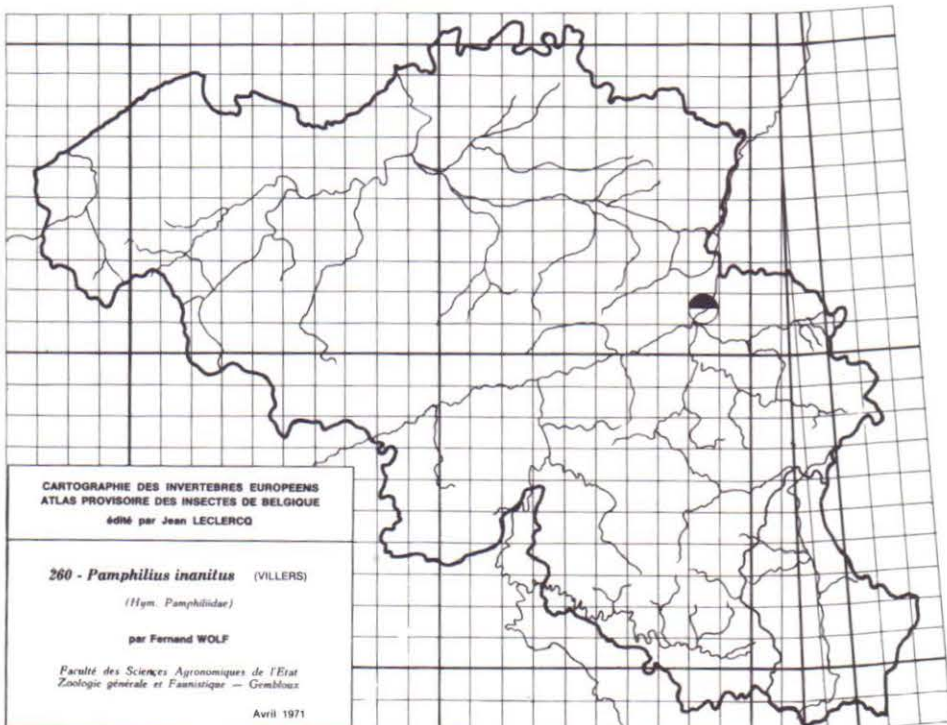 CARTOGRAPHIE DES INVERTEBRES EUROPEENS
ATLAS PROVISOIRE DES INSECTES DE BELGIQUE
édité par Jean LECLERCQ
260 - Pamphilius inanitus (VILLERS)
(Hym. Pamphiliidae)
par Fernand WOLF
Faculté des Sciences Agronomiques de l'Etat
Zoologie générale et Faunistique — Gembloux
Avril 1971